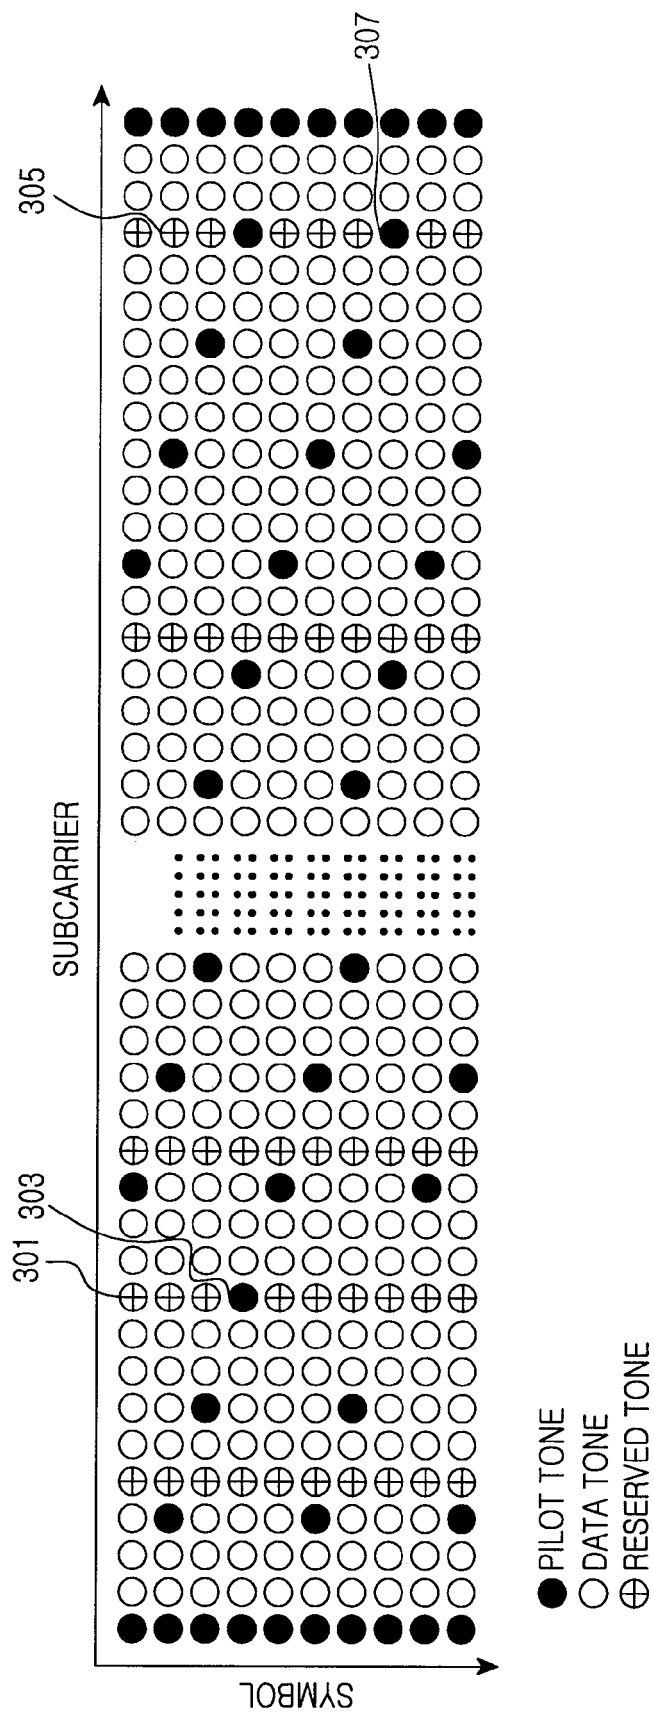 SUBCARRIER
SYMBOL
301
303
305
307
PILOT TONE
DATA TONE
RESERVED TONE